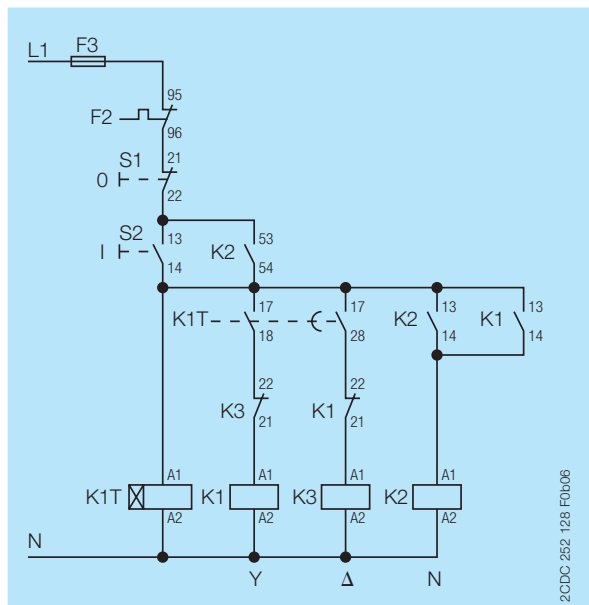 L1 F3
95
F2
96
S1 21
0
22
S2 13 K2 53
I
14 54
K1T 17 17 K2 13 K1 13
18 28 14 14
K3 22 K1 22
21 21
K1T A1 K1 A1 K3 A1 K2 A1
A2 A2 A2 A2
N
Y Δ N
2CDC 252 128 F0b06